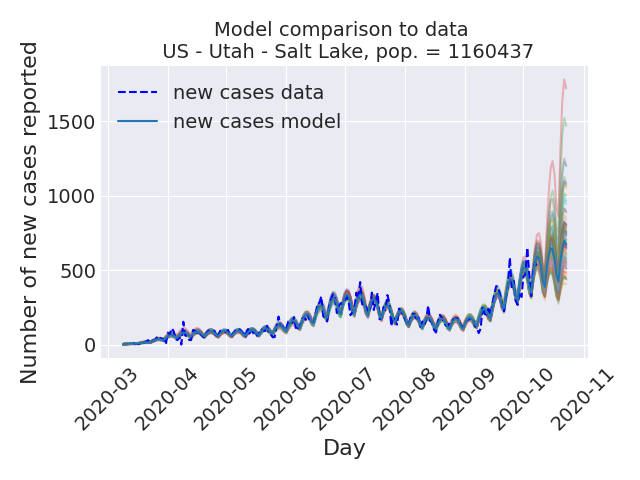 Model comparison to data
US - Utah - Salt Lake, pop. = 1160437
Number of new cases reported
new cases data
new cases model
1500
1000
500
0
2020-03
2020-04
2020-05
2020-06
2020-07
2020-08
2020-09
2020-10
2020-11
Day